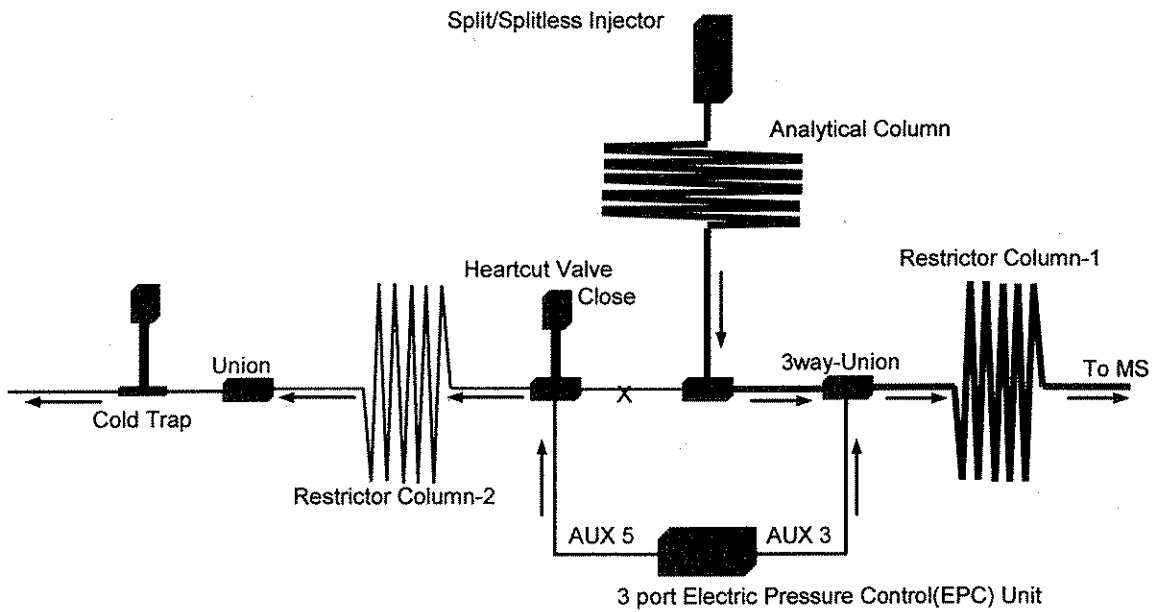 Split/Splitless Injector
Analytical Column
Heartcut Valve
Close
Restrictor Column-1
Union
3way-Union
To MS
Cold Trap
X
Restrictor Column-2
AUX 5
AUX 3
3 port Electric Pressure Control(EPC) Unit